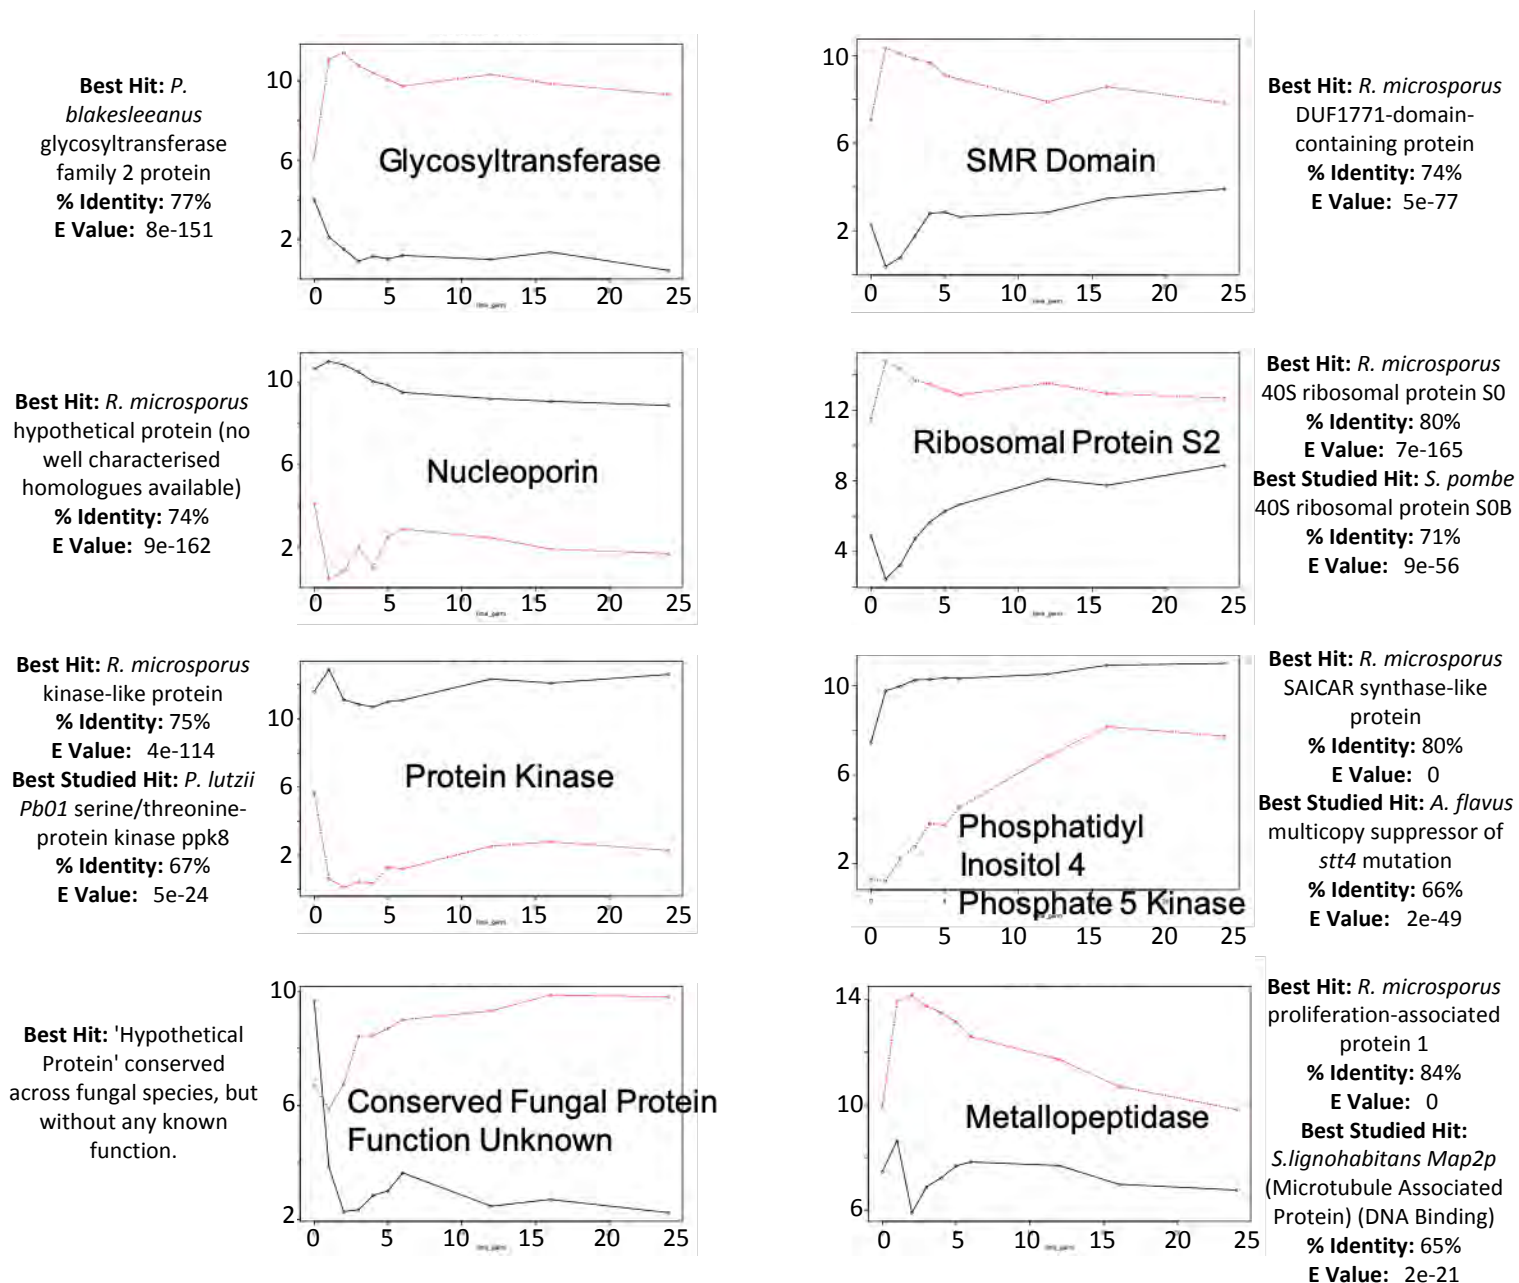 Best Hit: P.
blakesleeanus
glycosyltransferase
family 2 protein
% Identity: 77%
E Value: 8e-151
10
6
2
Glycosyltransferase
0 5 10 15 20 25
10
6
2
SMR Domain
0 5 10 15 20 25
Best Hit: R. microsporus
DUF1771-domain-
containing protein
% Identity: 74%
E Value: 5e-77
Best Hit: R. microsporus
hypothetical protein (no
well characterised
homologues available)
% Identity: 74%
E Value: 9e-162
10
6
2
Nucleoporin
0 5 10 15 20 25
12
8
4
Ribosomal Protein S2
0 5 10 15 20 25
Best Hit: R. microsporus
40S ribosomal protein S0
% Identity: 80%
E Value: 7e-165
Best Studied Hit: S. pombe
40S ribosomal protein S0B
% Identity: 71%
E Value: 9e-56
Best Hit: R. microsporus
kinase-like protein
% Identity: 75%
E Value: 4e-114
Best Studied Hit: P. lutzii
Pb01 serine/threonine-
protein kinase ppk8
% Identity: 67%
E Value: 5e-24
10
6
2
Protein Kinase
0 5 10 15 20 25
10
6
2
Phosphatidyl
Inositol 4
Phosphate 5 Kinase
0 5 10 15 20 25
Best Hit: R. microsporus
SAICAR synthase-like
protein
% Identity: 80%
E Value: 0
Best Studied Hit: A. flavus
multicopy suppressor of
stt4 mutation
% Identity: 66%
E Value: 2e-49
Best Hit: 'Hypothetical
Protein' conserved
across fungal species, but
without any known
function.
10
6
2
Conserved Fungal Protein
Function Unknown
0 5 10 15 20 25
14
10
6
Metallopeptidase
0 5 10 15 20 25
Best Hit: R. microsporus
proliferation-associated
protein 1
% Identity: 84%
E Value: 0
Best Studied Hit:
S.lignohabitans Map2p
(Microtubule Associated
Protein) (DNA Binding)
% Identity: 65%
E Value: 2e-21